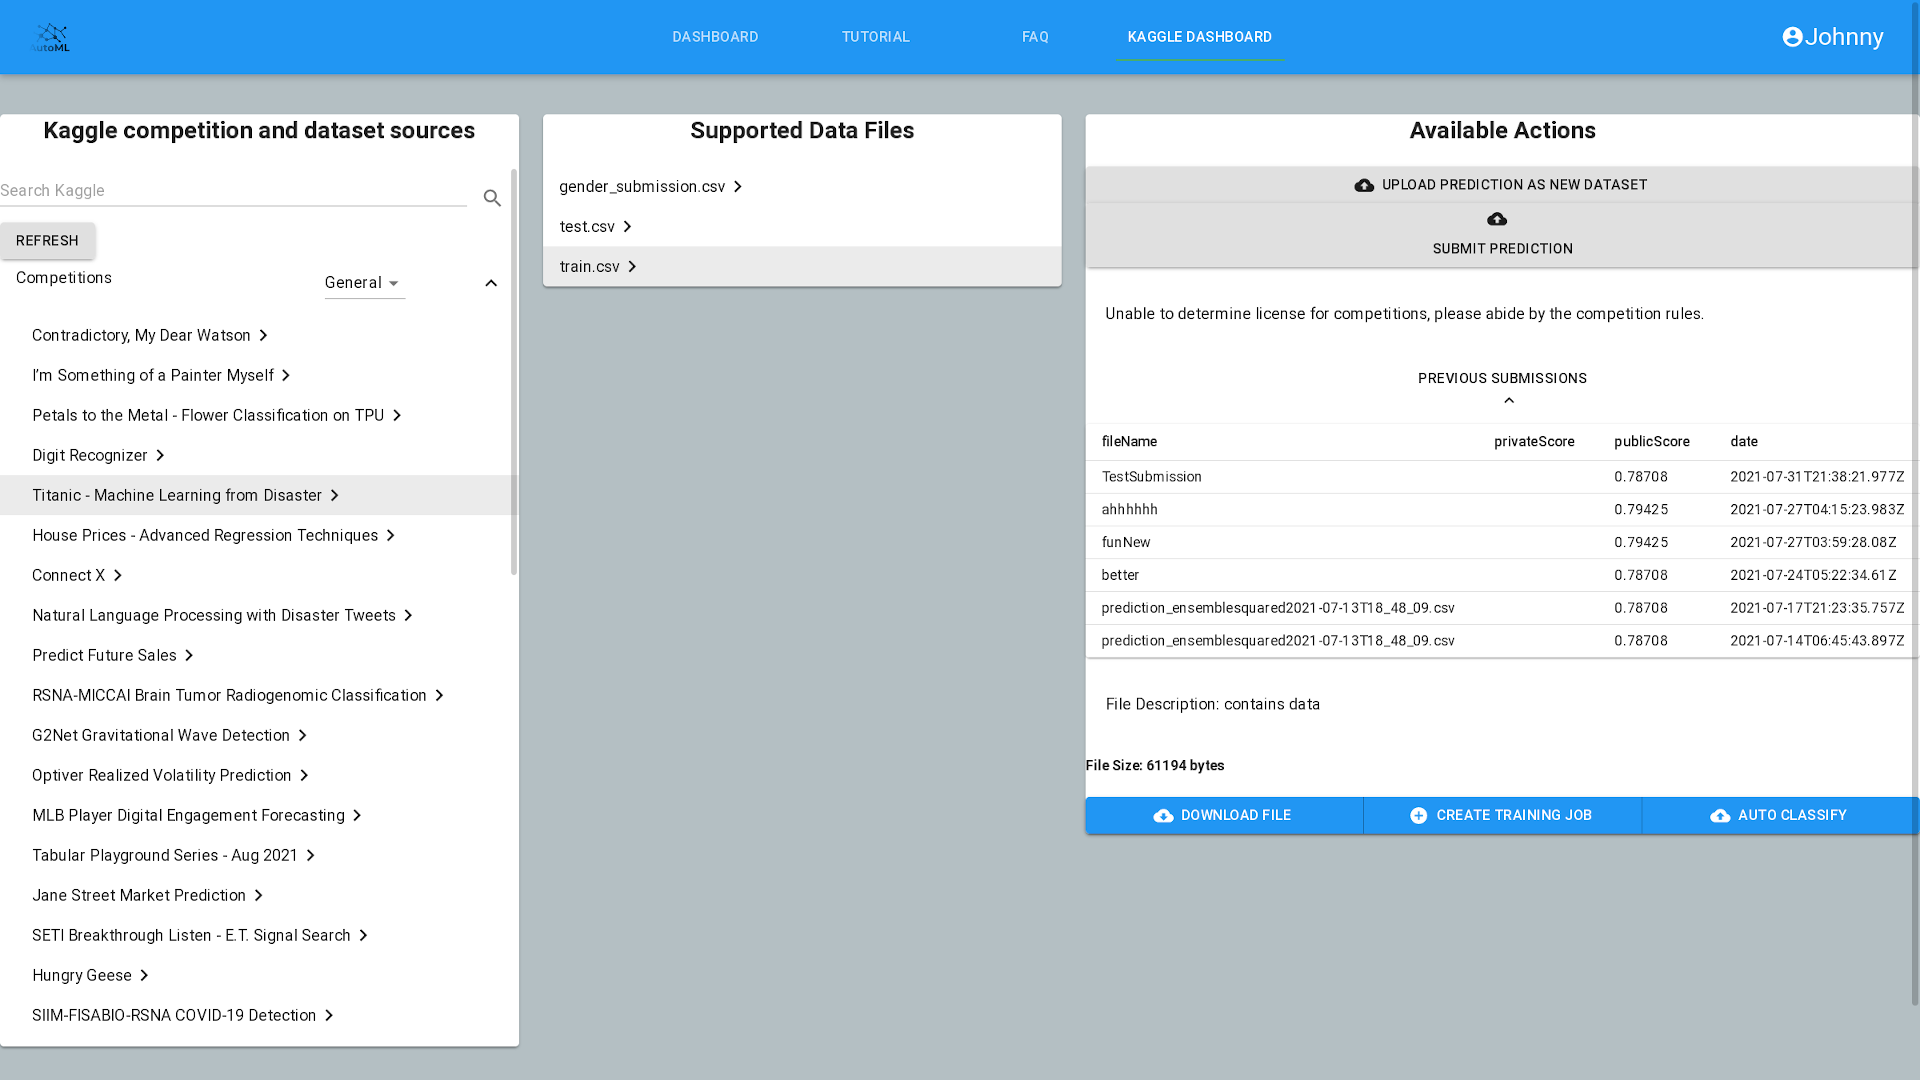 AutoML
DASHBOARD
TUTORIAL
FAQ
KAGGLE DASHBOARD
Johnny
Kaggle competition and dataset sources
Search Kaggle
REFRESH
Competitions
General
Contradictory, My Dear Watson
I’m Something of a Painter Myself
Petals to the Metal - Flower Classification on TPU
Digit Recognizer
Titanic - Machine Learning from Disaster
House Prices - Advanced Regression Techniques
Connect X
Natural Language Processing with Disaster Tweets
Predict Future Sales
RSNA-MICCAI Brain Tumor Radiogenomic Classification
G2Net Gravitational Wave Detection
Optiver Realized Volatility Prediction
MLB Player Digital Engagement Forecasting
Tabular Playground Series - Aug 2021
Jane Street Market Prediction
SETI Breakthrough Listen - E.T. Signal Search
Hungry Geese
SIIM-FISABIO-RSNA COVID-19 Detection
Supported Data Files
gender_submission.csv
test.csv
train.csv
Available Actions
UPLOAD PREDICTION AS NEW DATASET
SUBMIT PREDICTION
Unable to determine license for competitions, please abide by the competition rules.
PREVIOUS SUBMISSIONS
fileName privateScore publicScore date
TestSubmission 0.78708 2021-07-31T21:38:21.977Z
ahhhhhh 0.79425 2021-07-27T04:15:23.983Z
funNew 0.79425 2021-07-27T03:59:28.08Z
better 0.78708 2021-07-24T05:22:34.61Z
prediction_ensemblesquared2021-07-13T18_48_09.csv 0.78708 2021-07-17T21:23:35.757Z
prediction_ensemblesquared2021-07-13T18_48_09.csv 0.78708 2021-07-14T06:45:43.897Z
File Description: contains data
File Size: 61194 bytes
DOWNLOAD FILE
CREATE TRAINING JOB
AUTO CLASSIFY